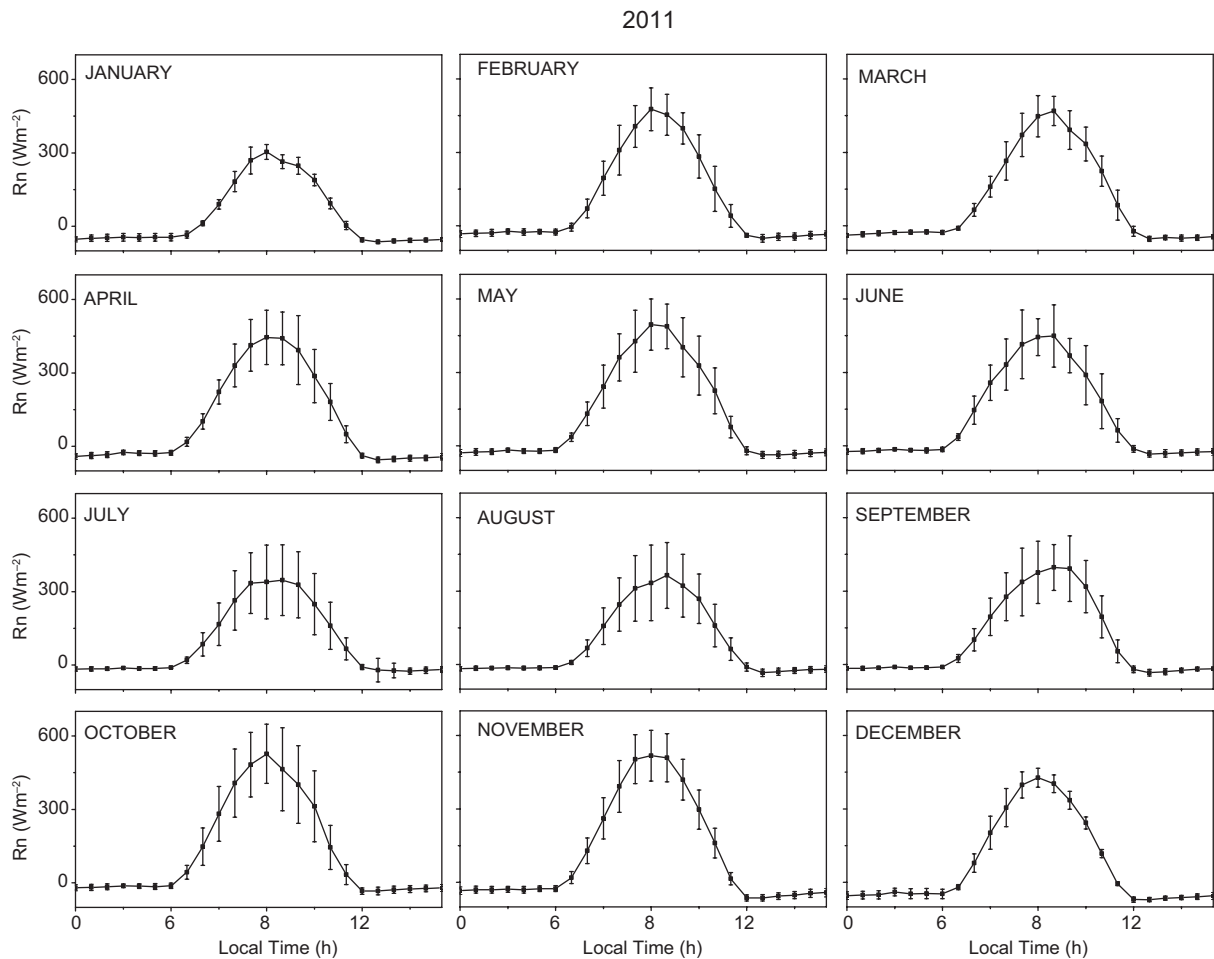 2011
JANUARY
FEBRUARY
MARCH
600
300
0
Rn (Wm⁻²)
APRIL
MAY
JUNE
600
300
0
Rn (Wm⁻²)
JULY
AUGUST
SEPTEMBER
600
300
0
Rn (Wm⁻²)
OCTOBER
NOVEMBER
DECEMBER
600
300
0
Rn (Wm⁻²)
0 6 8 12 0 6 8 12 0 6 8 12
Local Time (h) Local Time (h) Local Time (h)